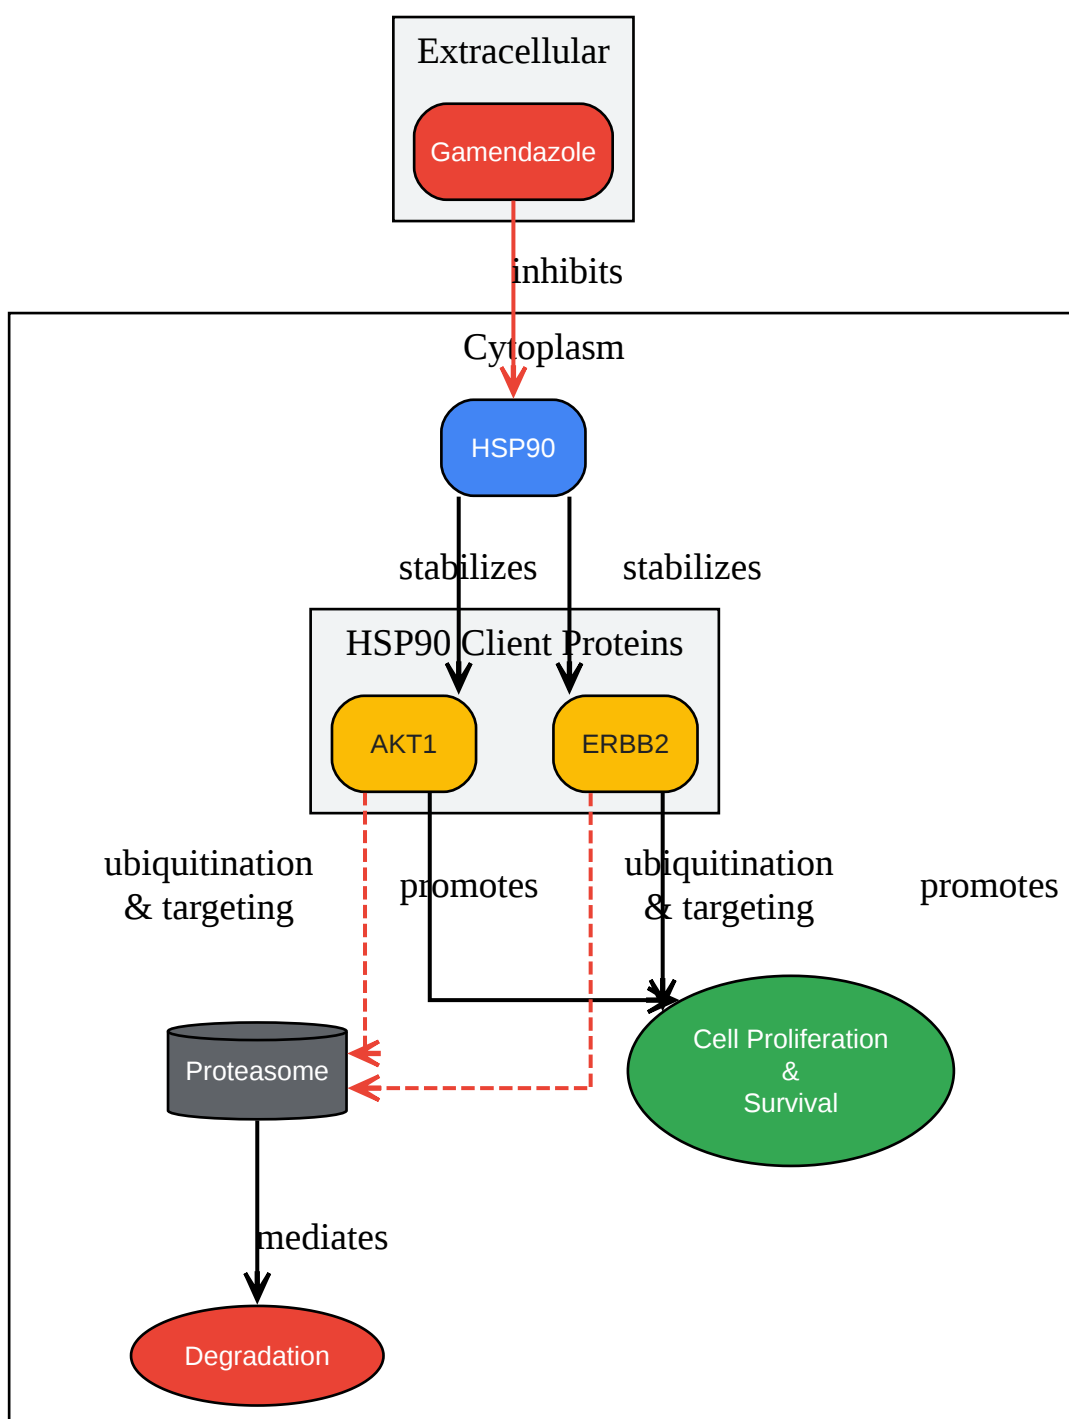 Extracellular
Gamendazole
inhibits
Cytoplasm
HSP90
stabilizes
stabilizes
HSP90 Client Proteins
AKT1
ERBB2
ubiquitination
& targeting
promotes
ubiquitination
& targeting
promotes
Proteasome
Cell Proliferation
&
Survival
mediates
Degradation